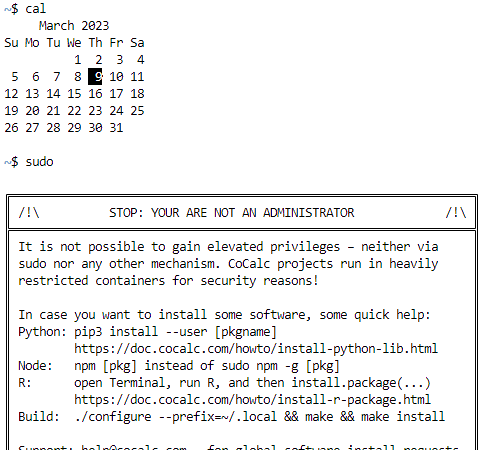 ~$ cal
     March 2023
Su Mo Tu We Th Fr Sa
          1  2  3  4
 5  6  7  8  9 10 11
12 13 14 15 16 17 18
19 20 21 22 23 24 25
26 27 28 29 30 31
~$ sudo
/!\          STOP: YOUR ARE NOT AN ADMINISTRATOR             /!\
It is not possible to gain elevated privileges – neither via
sudo nor any other mechanism. CoCalc projects run in heavily
restricted containers for security reasons!
In case you want to install some software, some quick help:
Python: pip3 install --user [pkgname]
        https://doc.cocalc.com/howto/install-python-lib.html
Node:   npm [pkg] instead of sudo npm -g [pkg]
R:      open Terminal, run R, and then install.package(...)
        https://doc.cocalc.com/howto/install-r-package.html
Build:  ./configure --prefix=~/.local && make && make install
Support: help@cocalc.com for global software install requests